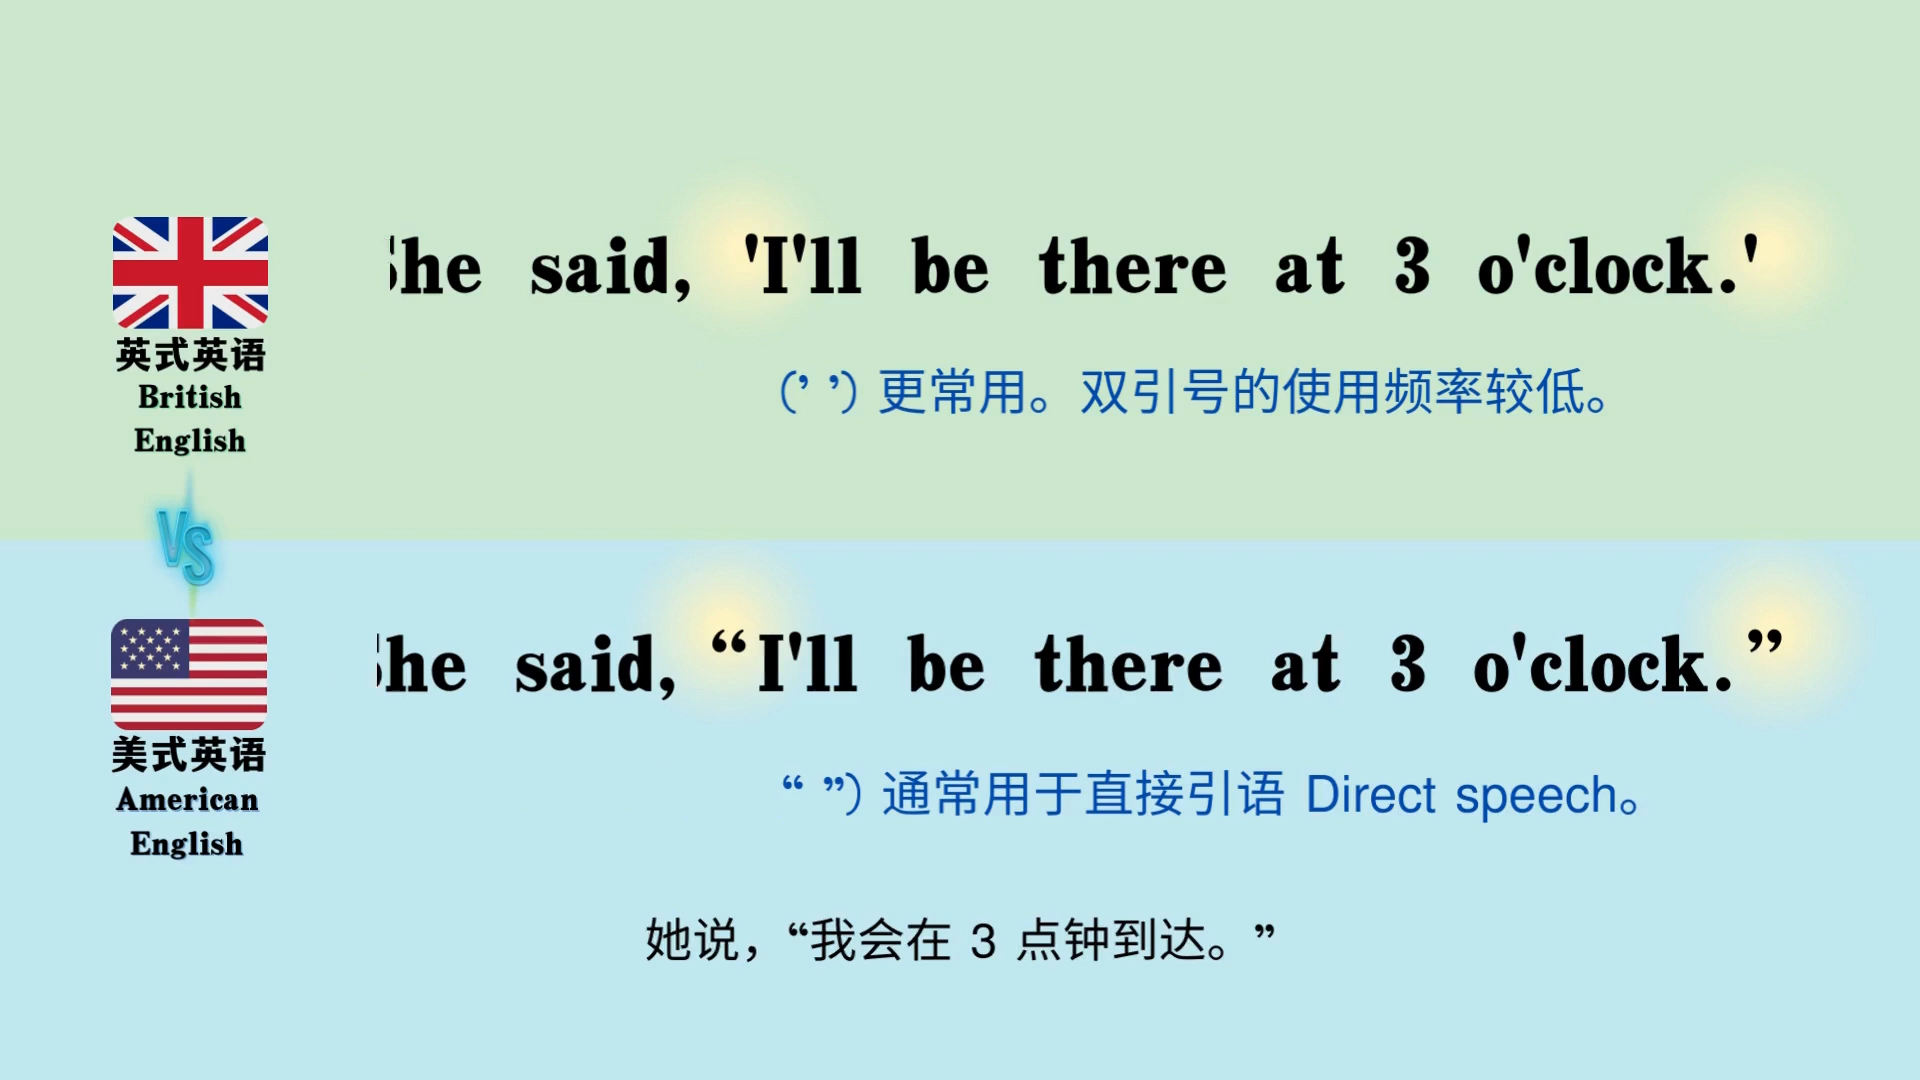 She said, 'I'll be there at 3 o'clock.'
(’ ’) 更常用。双引号的使用频率较低。
英式英语
British
English
VS
She said, “I'll be there at 3 o'clock.”
“ ”) 通常用于直接引语 Direct speech。
美式英语
American
English
她说，“我会在 3 点钟到达。”